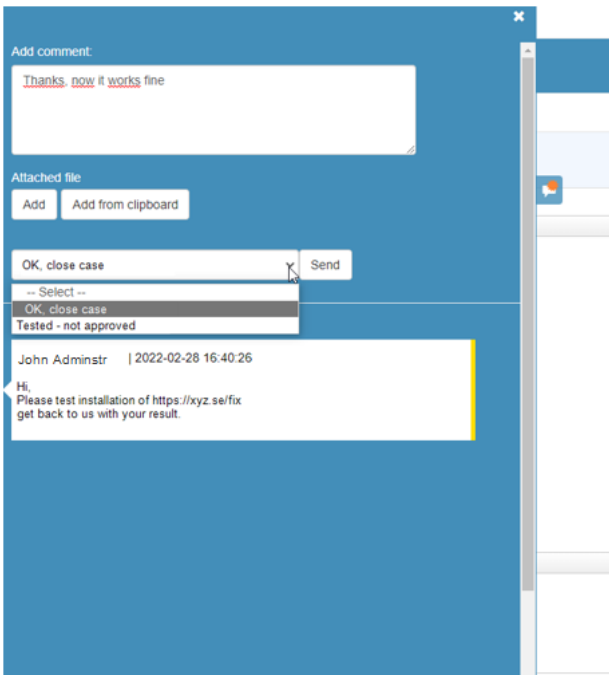 Add comment:
Thanks, now it works fine
Attached file
Add
Add from clipboard
OK, close case
Send
-- Select --
OK, close case
Tested - not approved
John Adminstr | 2022-02-28 16:40:26
Hi,
Please test installation of https://xyz.se/fix
get back to us with your result.